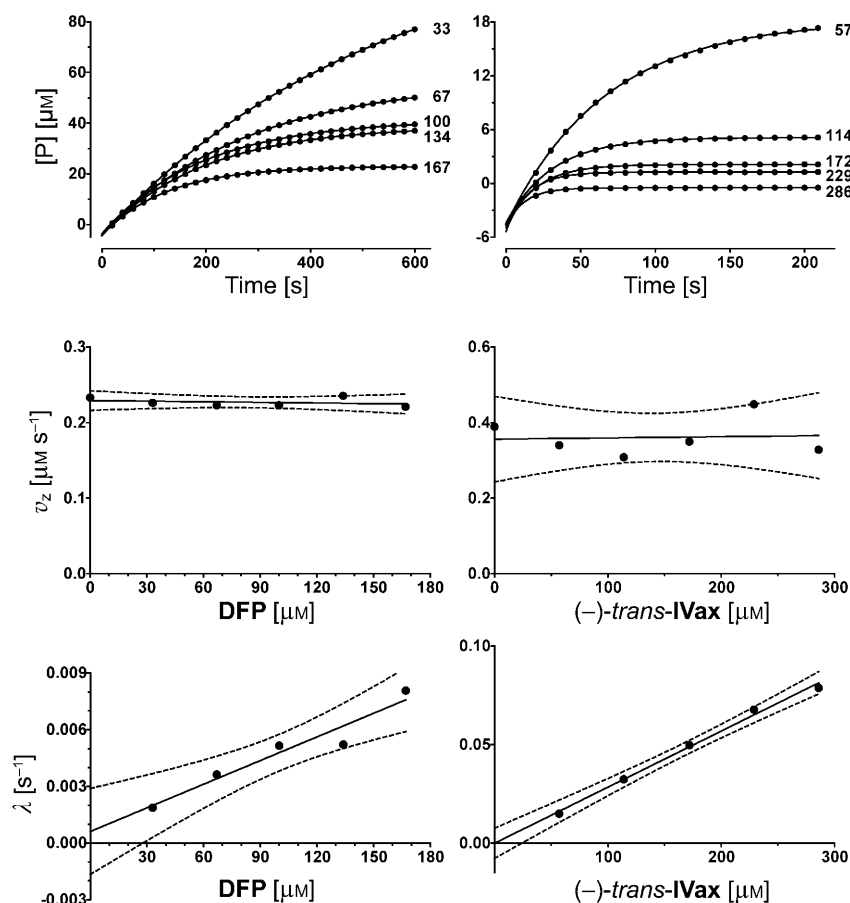 80
60
40
20
0
[P] [μM]
33
67
100
134
167
0 200 400 600
Time [s]
18
12
6
0
-6
57
114
172
229
286
0 50 100 150 200
Time [s]
0.3
0.2
0.1
0.0
v_z [μM s⁻¹]
0 30 60 90 120 150 180
DFP [μM]
0.6
0.4
0.2
0.0
0 100 200 300
(–)-trans-IVax [μM]
0.009
0.006
0.003
0.000
-0.003
λ [s⁻¹]
30 60 90 120 150 180
DFP [μM]
0.10
0.05
0.00
100 200 300
(–)-trans-IVax [μM]